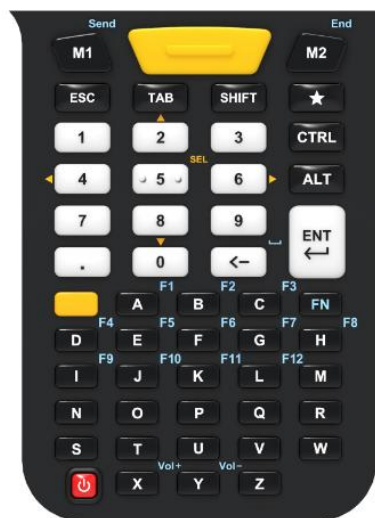 Send End
M1 M2
ESC TAB SHIFT ★
1 2 3 CTRL
SEL
4 5 6 ALT
7 8 9 ENT
. 0 <-
F1 F2 F3
A B C FN
F4 F5 F6 F7 F8
D E F G H
F9 F10 F11 F12
I J K L M
N O P Q R
S T U V W
Vol+ Vol-
X Y Z